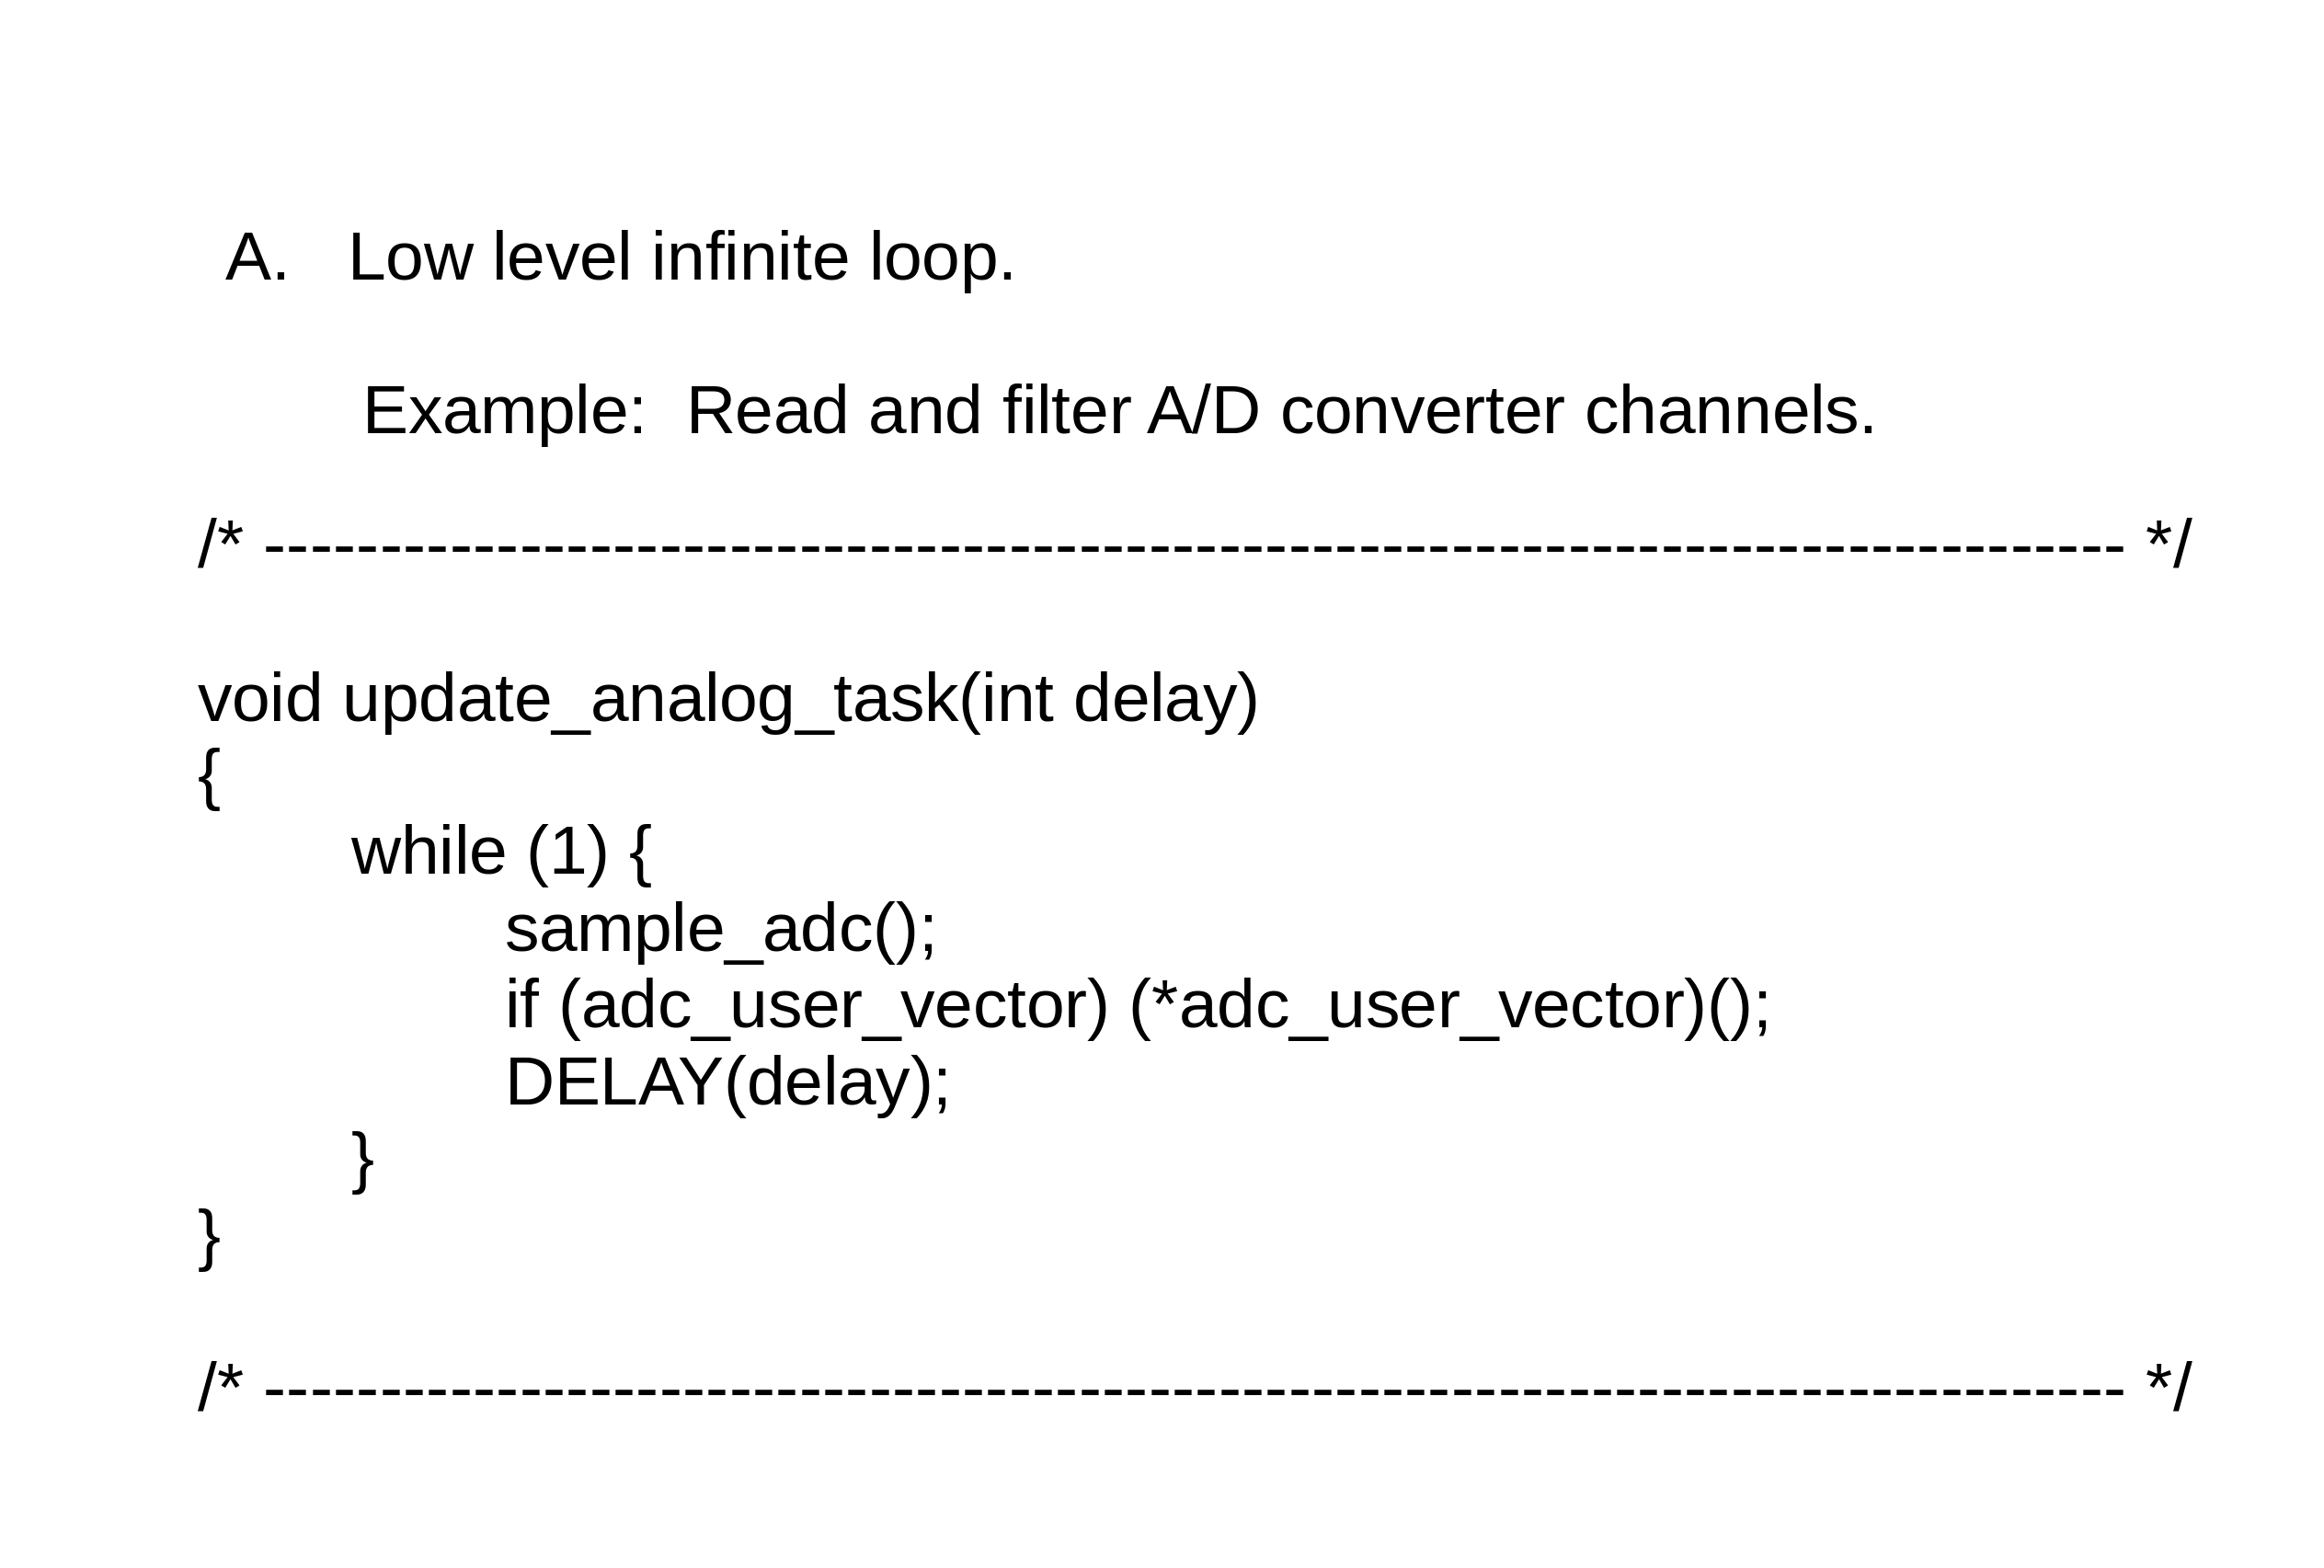 A.   Low level infinite loop.
Example:  Read and filter A/D converter channels.
/* -------------------------------------------------------------------------------- */
void update_analog_task(int delay)
{
        while (1) {
                sample_adc();
                if (adc_user_vector) (*adc_user_vector)();
                DELAY(delay);
        }
}
/* -------------------------------------------------------------------------------- */